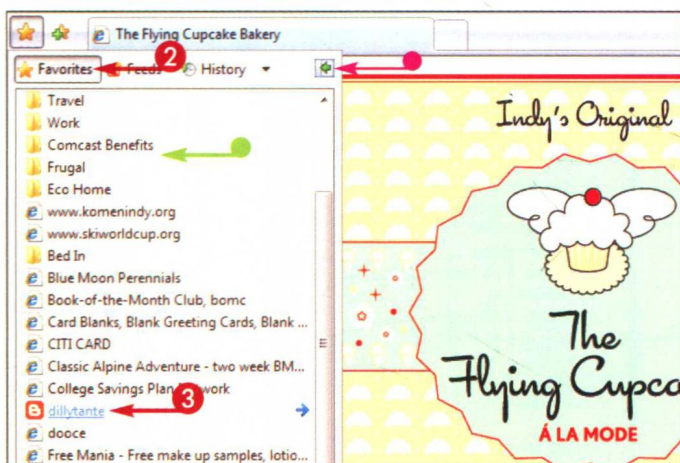 The Flying Cupcake Bakery
Favorites Feeds History
2
Travel
Work
Comcast Benefits
Frugal
Eco Home
www.komenindy.org
www.skiworldcup.org
Bed In
Blue Moon Perennials
Book-of-the-Month Club, bomc
Card Blanks, Blank Greeting Cards, Blank ...
CITI CARD
Classic Alpine Adventure - two week BM...
College Savings Plan
3
dillytante
dooce
Free Mania - Free make up samples, lotio...
Indy's Original
The
Flying Cupca
Á LA MODE